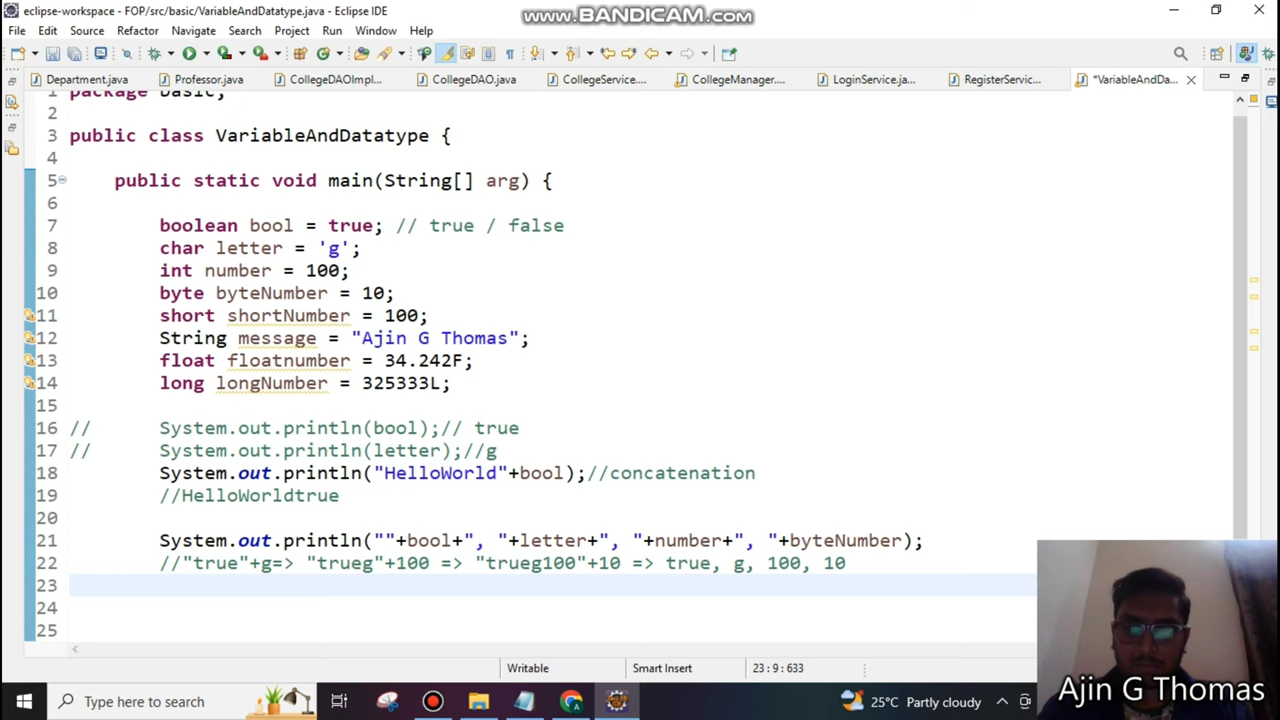 eclipse-workspace - FOP/src/basic/VariableAndDatatype.java - Eclipse IDE
www.BANDICAM.com
File Edit Source Refactor Navigate Search Project Run Window Help
Department.java Professor.java CollegeDAOImpl... CollegeDAO.java CollegeService.... CollegeManager.... LoginService.ja... RegisterServic... *VariableAndDa...
1 package basic;
2
3 public class VariableAndDatatype {
4
5 public static void main(String[] arg) {
6
7 boolean bool = true; // true / false
8 char letter = 'g';
9 int number = 100;
10 byte byteNumber = 10;
11 short shortNumber = 100;
12 String message = "Ajin G Thomas";
13 float floatnumber = 34.242F;
14 long longNumber = 325333L;
15
16 // System.out.println(bool);// true
17 // System.out.println(letter);//g
18 System.out.println("HelloWorld"+bool);//concatenation
19 //HelloWorldtrue
20
21 System.out.println(""+bool+", "+letter+", "+number+", "+byteNumber);
22 //"true"+g=> "trueg"+100 => "trueg100"+10 => true, g, 100, 10
23
24
25
Writable Smart Insert 23 : 9 : 633
Type here to search 25°C Partly cloudy
Ajin G Thomas